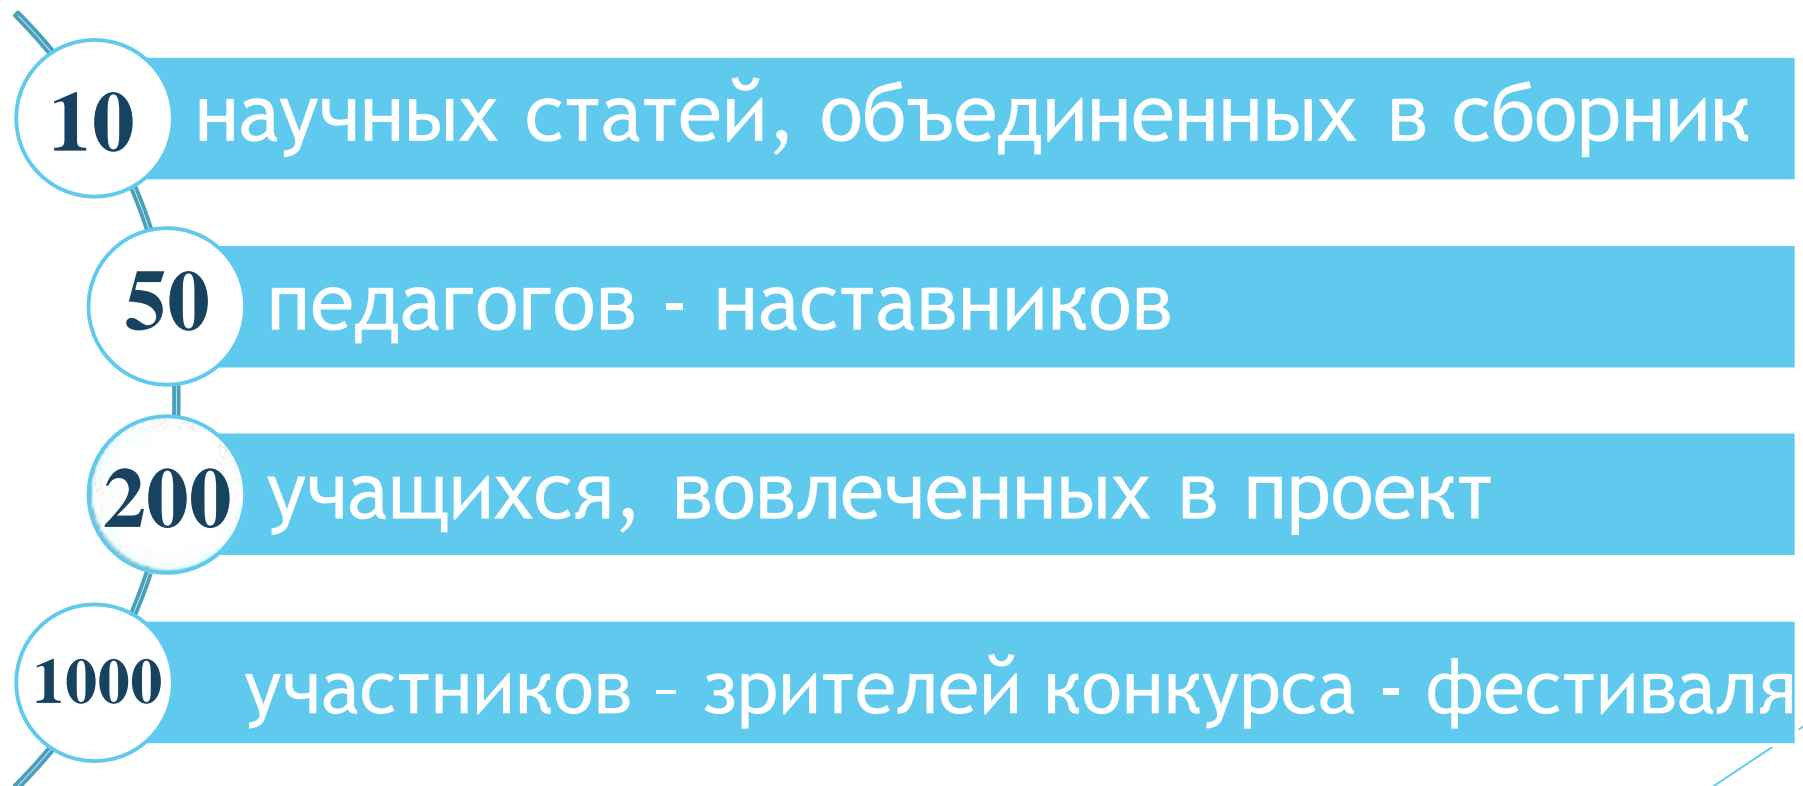 10 научных статей, объединенных в сборник
50 педагогов - наставников
200 учащихся, вовлеченных в проект
1000 участников – зрителей конкурса - фестиваля